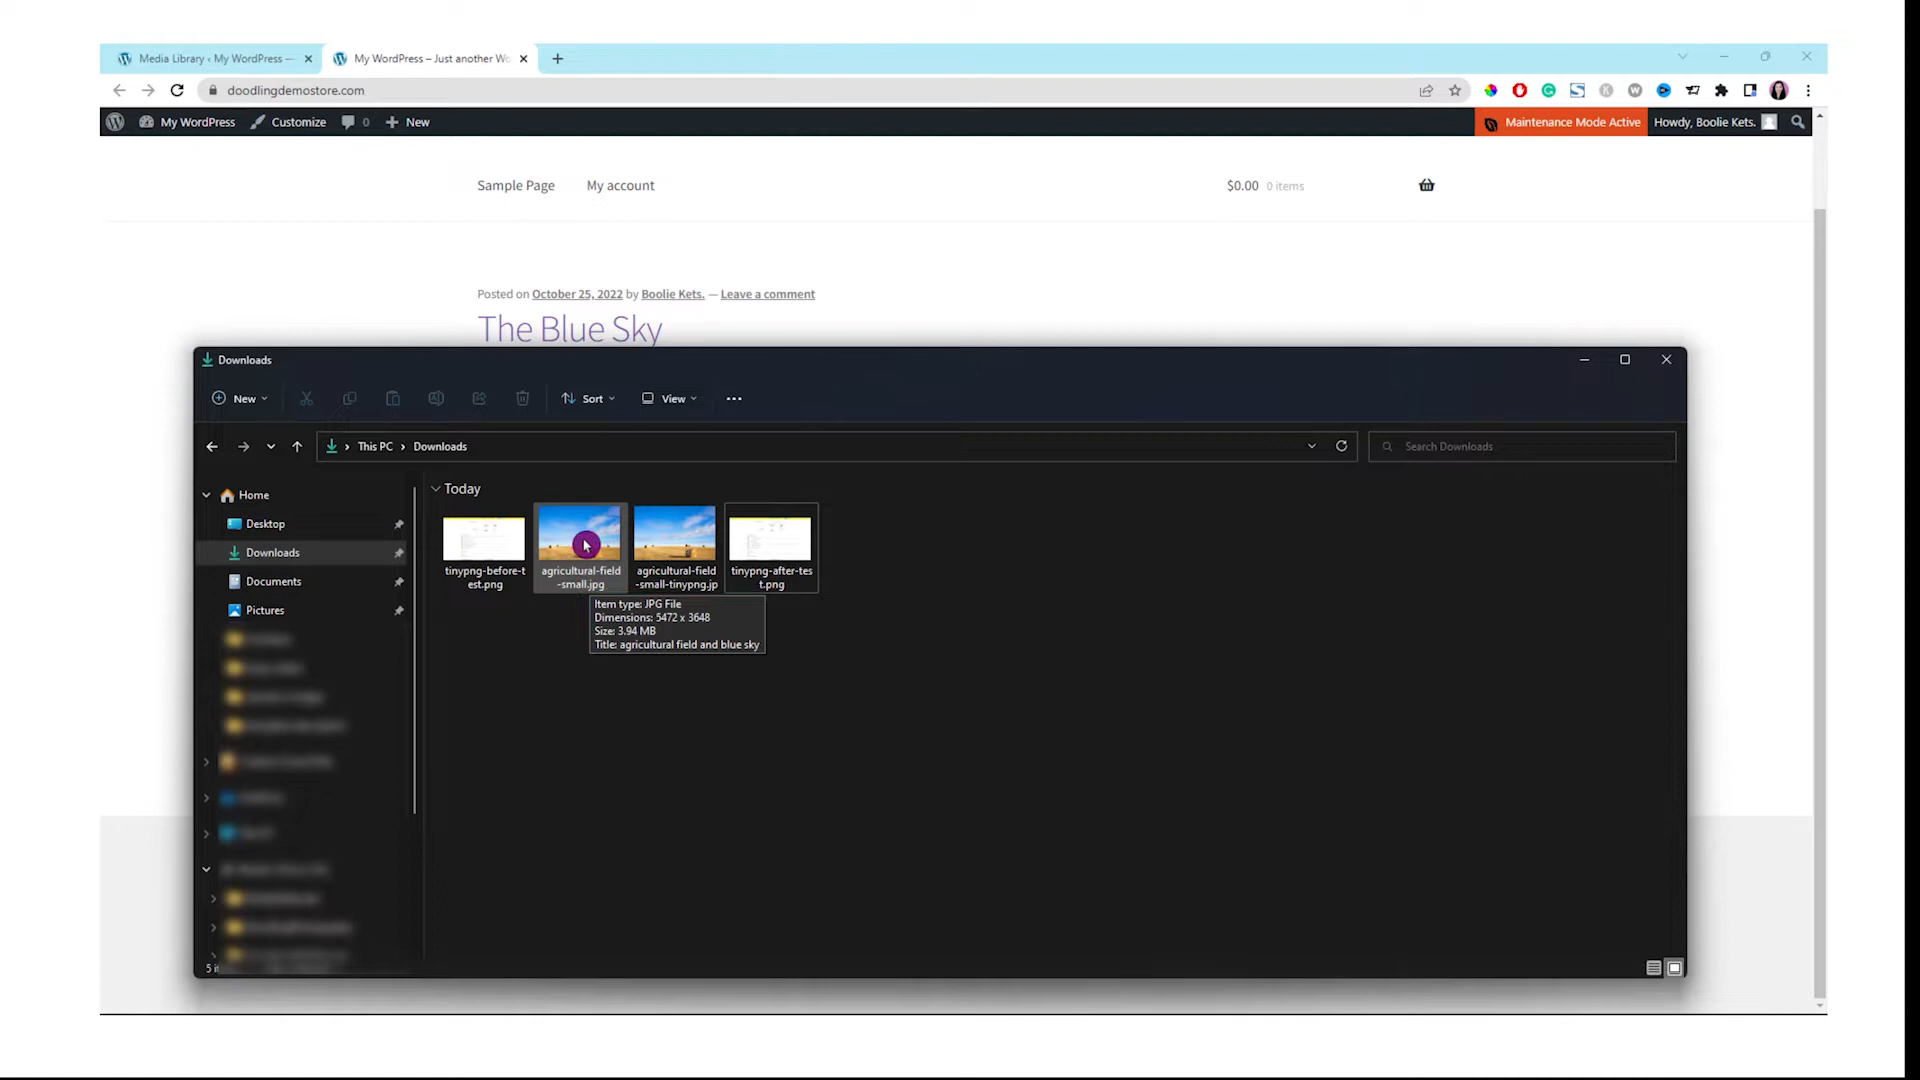 Media Library ‹ My WordPress —
My WordPress – Just another Wo
doodlingdemostore.com
My WordPress
Customize
0
New
Maintenance Mode Active
Howdy, Boolie Kets.
Sample Page
My account
$0.00 0 items
Posted on October 25, 2022 by Boolie Kets. — Leave a comment
The Blue Sky
Downloads
New
Sort
View
This PC
Downloads
Search Downloads
Home
Desktop
Downloads
Documents
Pictures
Today
tinypng-before-t
est.png
agricultural-field
-small.jpg
agricultural-field
-small-tinypng.jp
tinypng-after-tes
t.png
Item type: JPG File
Dimensions: 5472 x 3648
Size: 3.94 MB
Title: agricultural field and blue sky